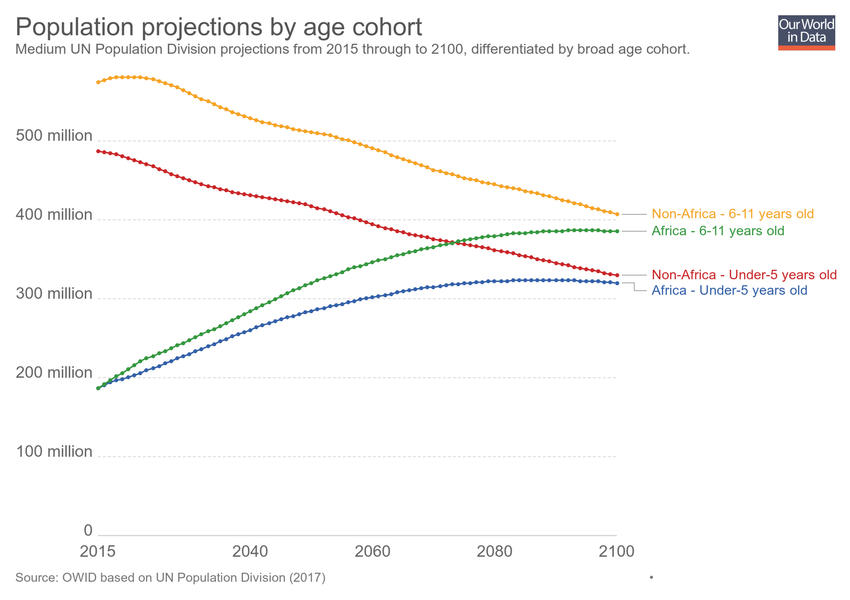 Population projections by age cohort
Medium UN Population Division projections from 2015 through to 2100, differentiated by broad age cohort.
Our World
in Data
500 million
400 million
300 million
200 million
100 million
0
Non-Africa - 6-11 years old
Africa - 6-11 years old
Non-Africa - Under-5 years old
Africa - Under-5 years old
2015 2040 2060 2080 2100
Source: OWID based on UN Population Division (2017)